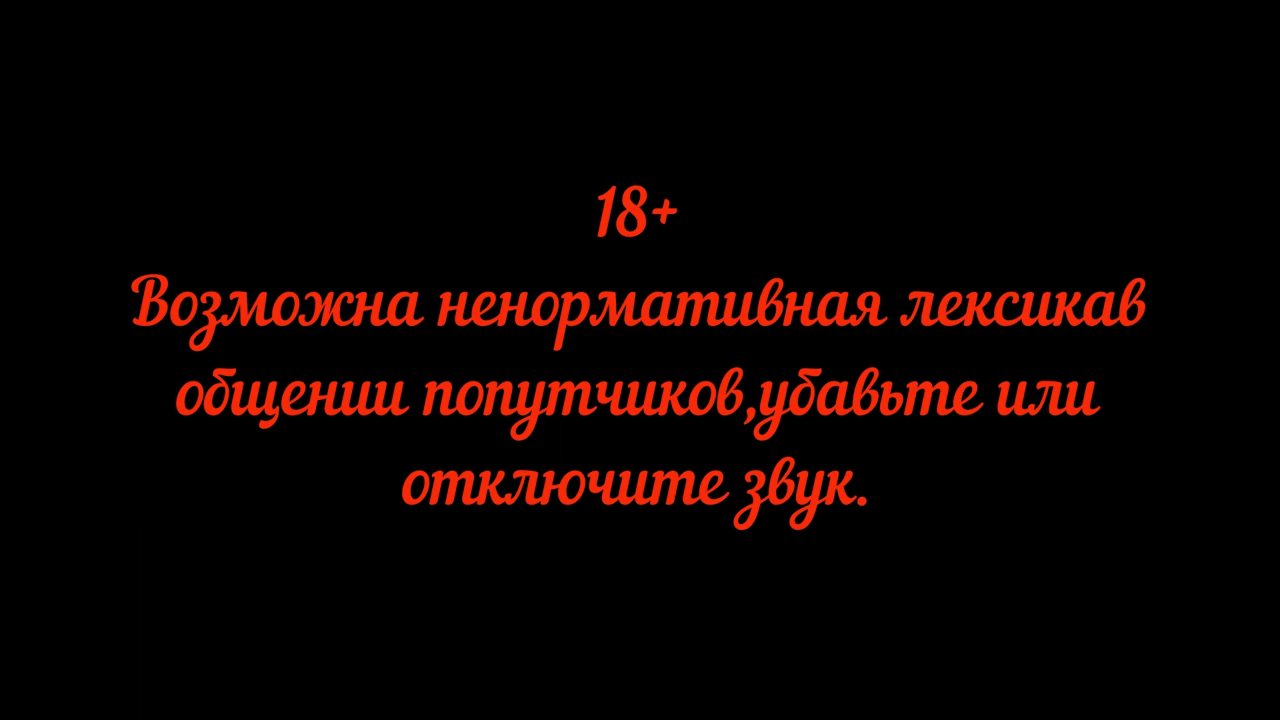 18+
Возможна ненормативная лексикав
общении попутчиков,убавьте или
отключите звук.